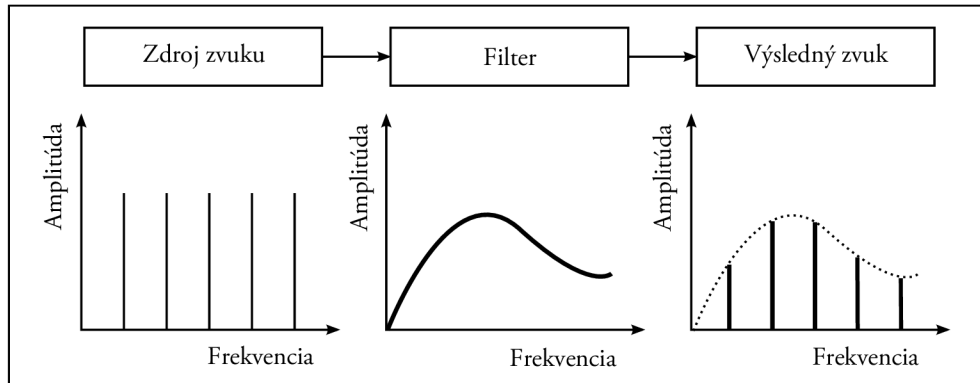 Zdroj zvuku
Filter
Výsledný zvuk
Amplitúda
Frekvencia
Amplitúda
Frekvencia
Amplitúda
Frekvencia